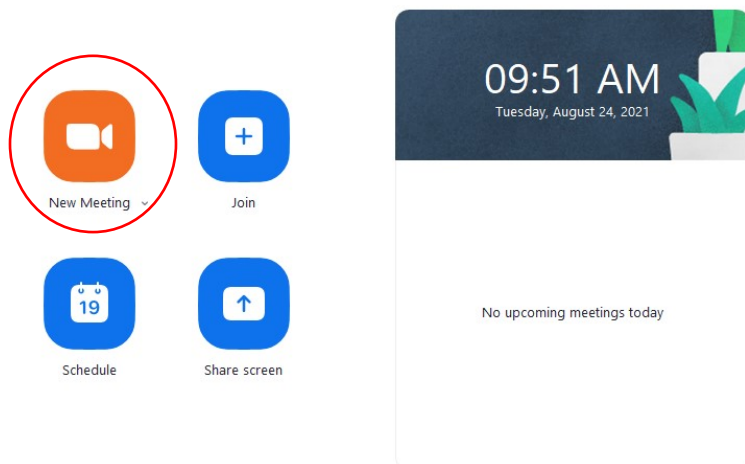 09:51 AM
Tuesday, August 24, 2021
New Meeting
Join
19
Schedule
Share screen
No upcoming meetings today